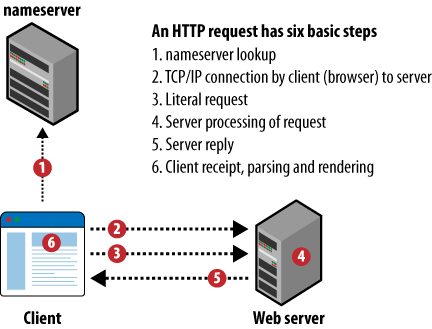 nameserver
An HTTP request has six basic steps
1. nameserver lookup
2. TCP/IP connection by client (browser) to server
3. Literal request
4. Server processing of request
5. Server reply
6. Client receipt, parsing and rendering
1
2
3
6
4
5
Client
Web server